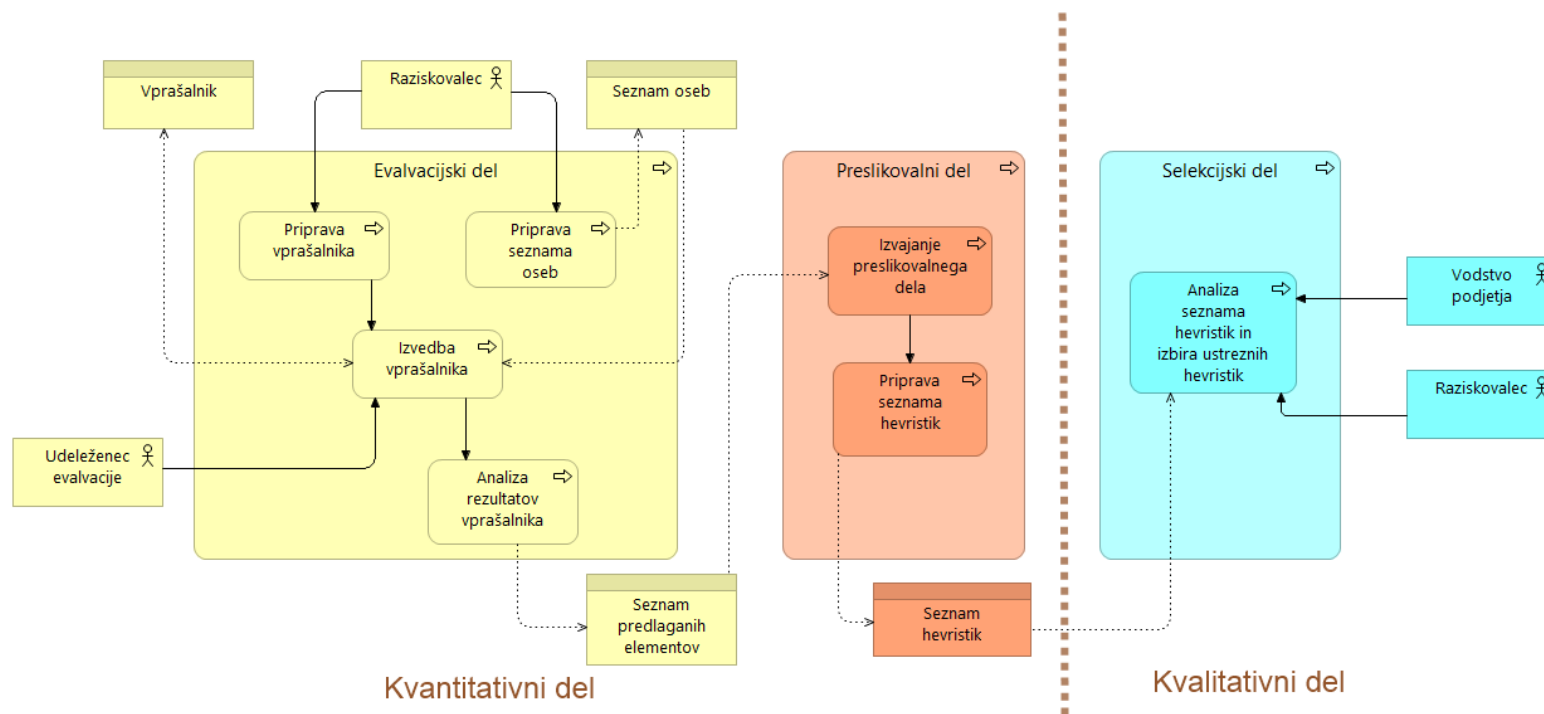 Vprašalnik
Raziskovalec
Seznam oseb
Evalvacijski del
Priprava
vprašalnika
Priprava
seznama
oseb
Izvedba
vprašalnika
Udeleženec
evalvacije
Analiza
rezultatov
vprašalnika
Seznam
predlaganih
elementov
Kvantitativni del
Preslikovalni del
Izvajanje
preslikovalnega
dela
Priprava
seznama
hevristik
Seznam
hevristik
Selekcijski del
Analiza
seznama
hevristik in
izbira ustreznih
hevristik
Vodstvo
podjetja
Raziskovalec
Kvalitativni del